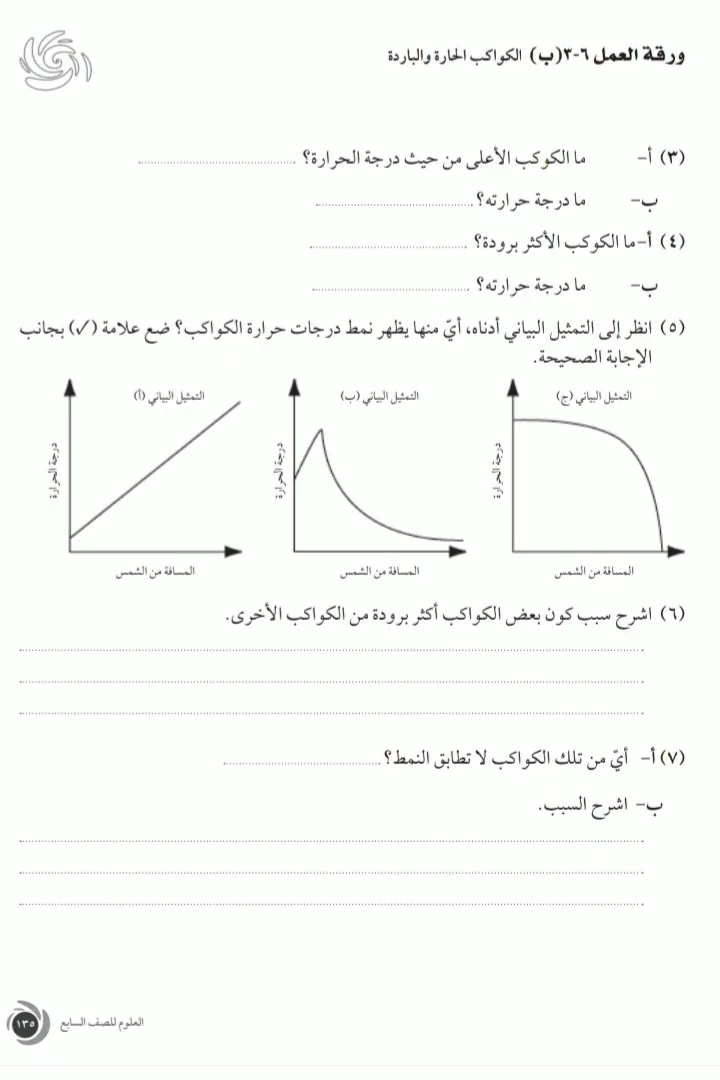 ورقة العمل ٦-٣(ب) الكواكب الحارة والباردة
(٣) أ- ما الكوكب الأعلى من حيث درجة الحرارة؟
ب- ما درجة حرارته؟
(٤) أ- ما الكوكب الأكثر برودة؟
ب- ما درجة حرارته؟
(٥) انظر إلى التمثيل البياني أدناه، أيّ منها يظهر نمط درجات حرارة الكواكب؟ ضع علامة (✓) بجانب
الإجابة الصحيحة.
التمثيل البياني (ج)
درجة الحرارة
المسافة من الشمس
التمثيل البياني (ب)
درجة الحرارة
المسافة من الشمس
التمثيل البياني (أ)
درجة الحرارة
المسافة من الشمس
(٦) اشرح سبب كون بعض الكواكب أكثر برودة من الكواكب الأخرى.
(٧) أ- أيّ من تلك الكواكب لا تطابق النمط؟
ب- اشرح السبب.
العلوم للصف السابع
١٣٥